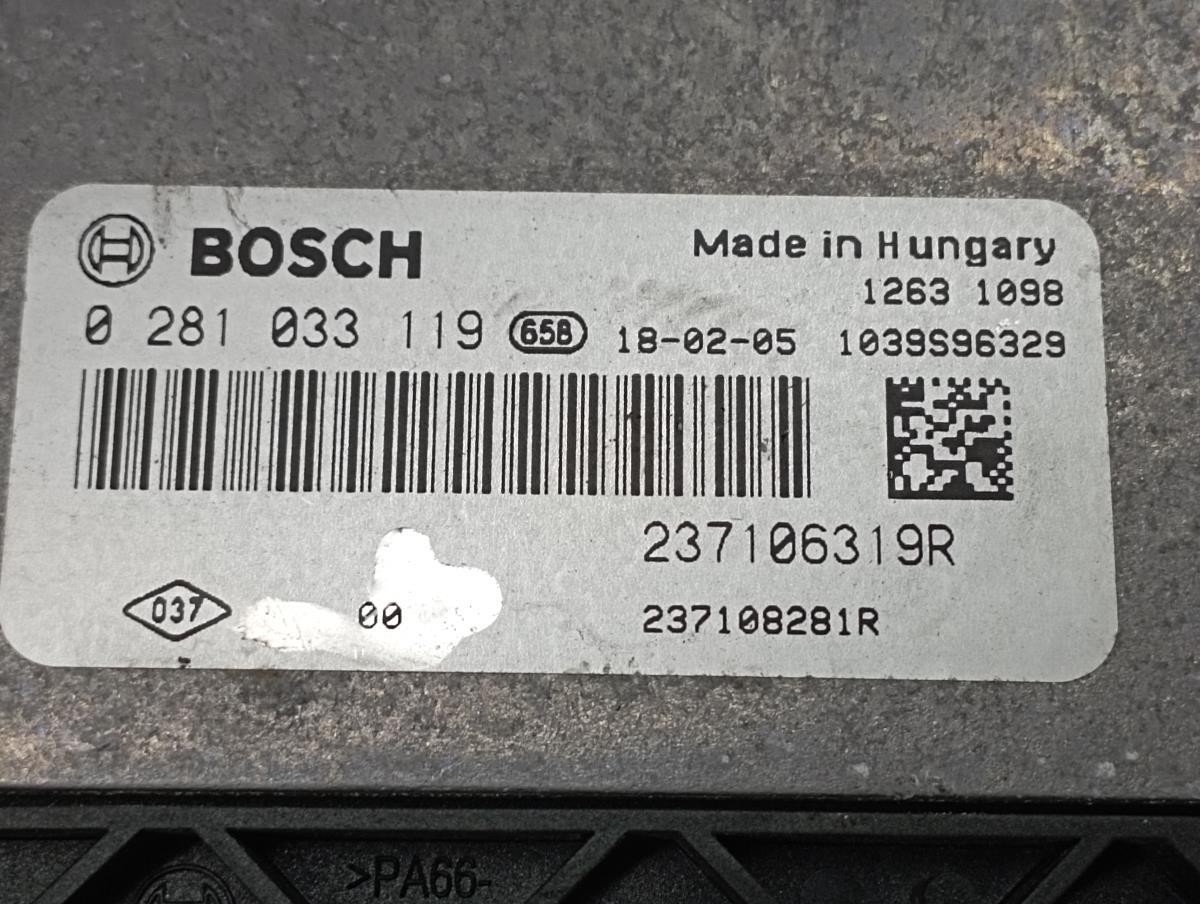 BOSCH
Made in Hungary
1263 1098
0 281 033 119 65B 18-02-05 1039S96329
237106319R
037 00 237108281R
>PA66-